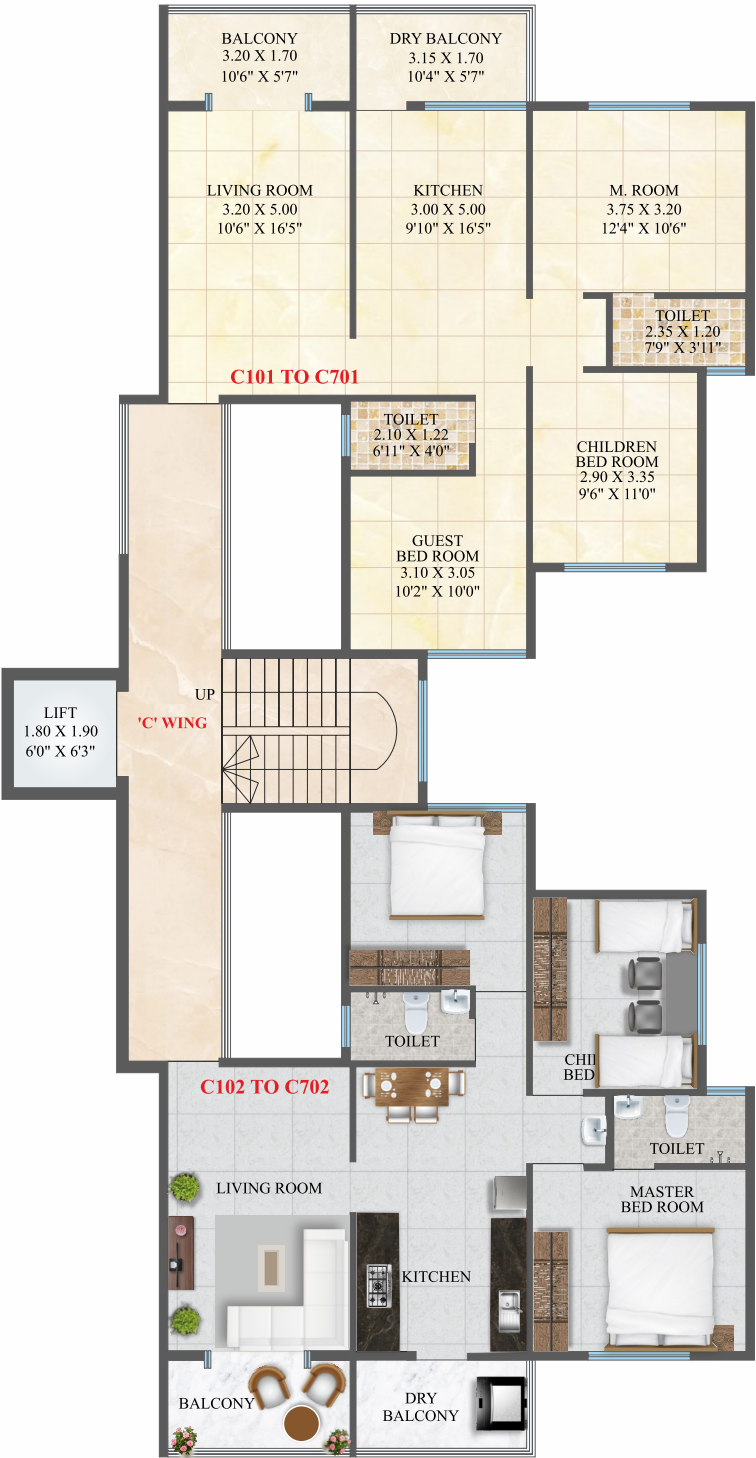 BALCONY
3.20 X 1.70
10'6" X 5'7"
DRY BALCONY
3.15 X 1.70
10'4" X 5'7"
LIVING ROOM
3.20 X 5.00
10'6" X 16'5"
KITCHEN
3.00 X 5.00
9'10" X 16'5"
M. ROOM
3.75 X 3.20
12'4" X 10'6"
TOILET
2.35 X 1.20
7'9" X 3'11"
C101 TO C701
TOILET
2.10 X 1.22
6'11" X 4'0"
CHILDREN
BED ROOM
2.90 X 3.35
9'6" X 11'0"
GUEST
BED ROOM
3.10 X 3.05
10'2" X 10'0"
UP
LIFT
1.80 X 1.90
6'0" X 6'3"
'C' WING
TOILET
CHI
BED
C102 TO C702
TOILET
LIVING ROOM
MASTER
BED ROOM
KITCHEN
BALCONY
DRY
BALCONY